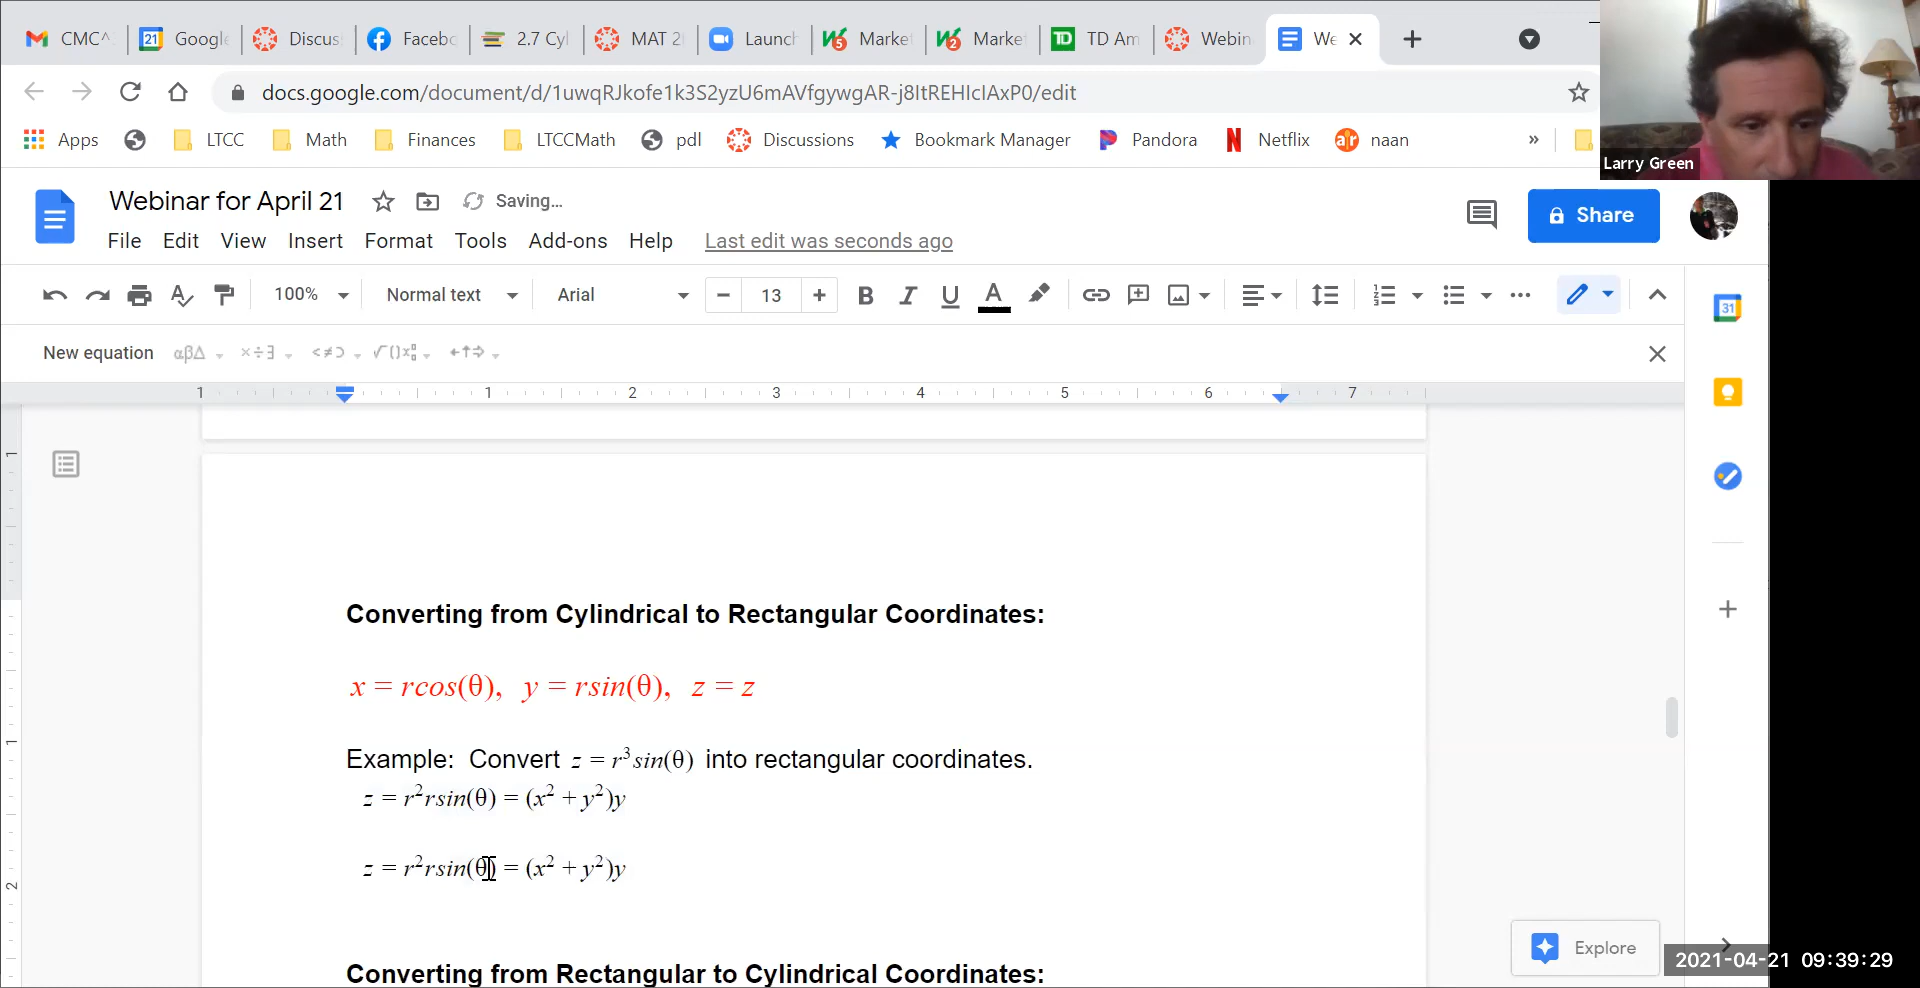 CMC^ Google Discus Facebo 2.7 Cyl MAT 2 Launch Market Market TD Am Webin We
docs.google.com/document/d/1uwqRJkofe1k3S2yzU6mAVfgywgAR-j8ItREHIcIAxP0/edit
Apps LTCC Math Finances LTCCMath pdl Discussions Bookmark Manager Pandora Netflix naan »
Larry Green
Webinar for April 21 Saving...
File Edit View Insert Format Tools Add-ons Help Last edit was seconds ago
Share
100% Normal text Arial − 13 + B I U A
New equation αβΔ ×÷∃ <≠⊃ √()x ←↑⇒
1 1 2 3 4 5 6 7
Converting from Cylindrical to Rectangular Coordinates:
x = rcos(θ), y = rsin(θ), z = z
Example: Convert z = r³sin(θ) into rectangular coordinates.
z = r²rsin(θ) = (x² + y²)y
z = r²rsin(θ) = (x² + y²)y
Converting from Rectangular to Cylindrical Coordinates:
Explore
2021-04-21 09:39:29